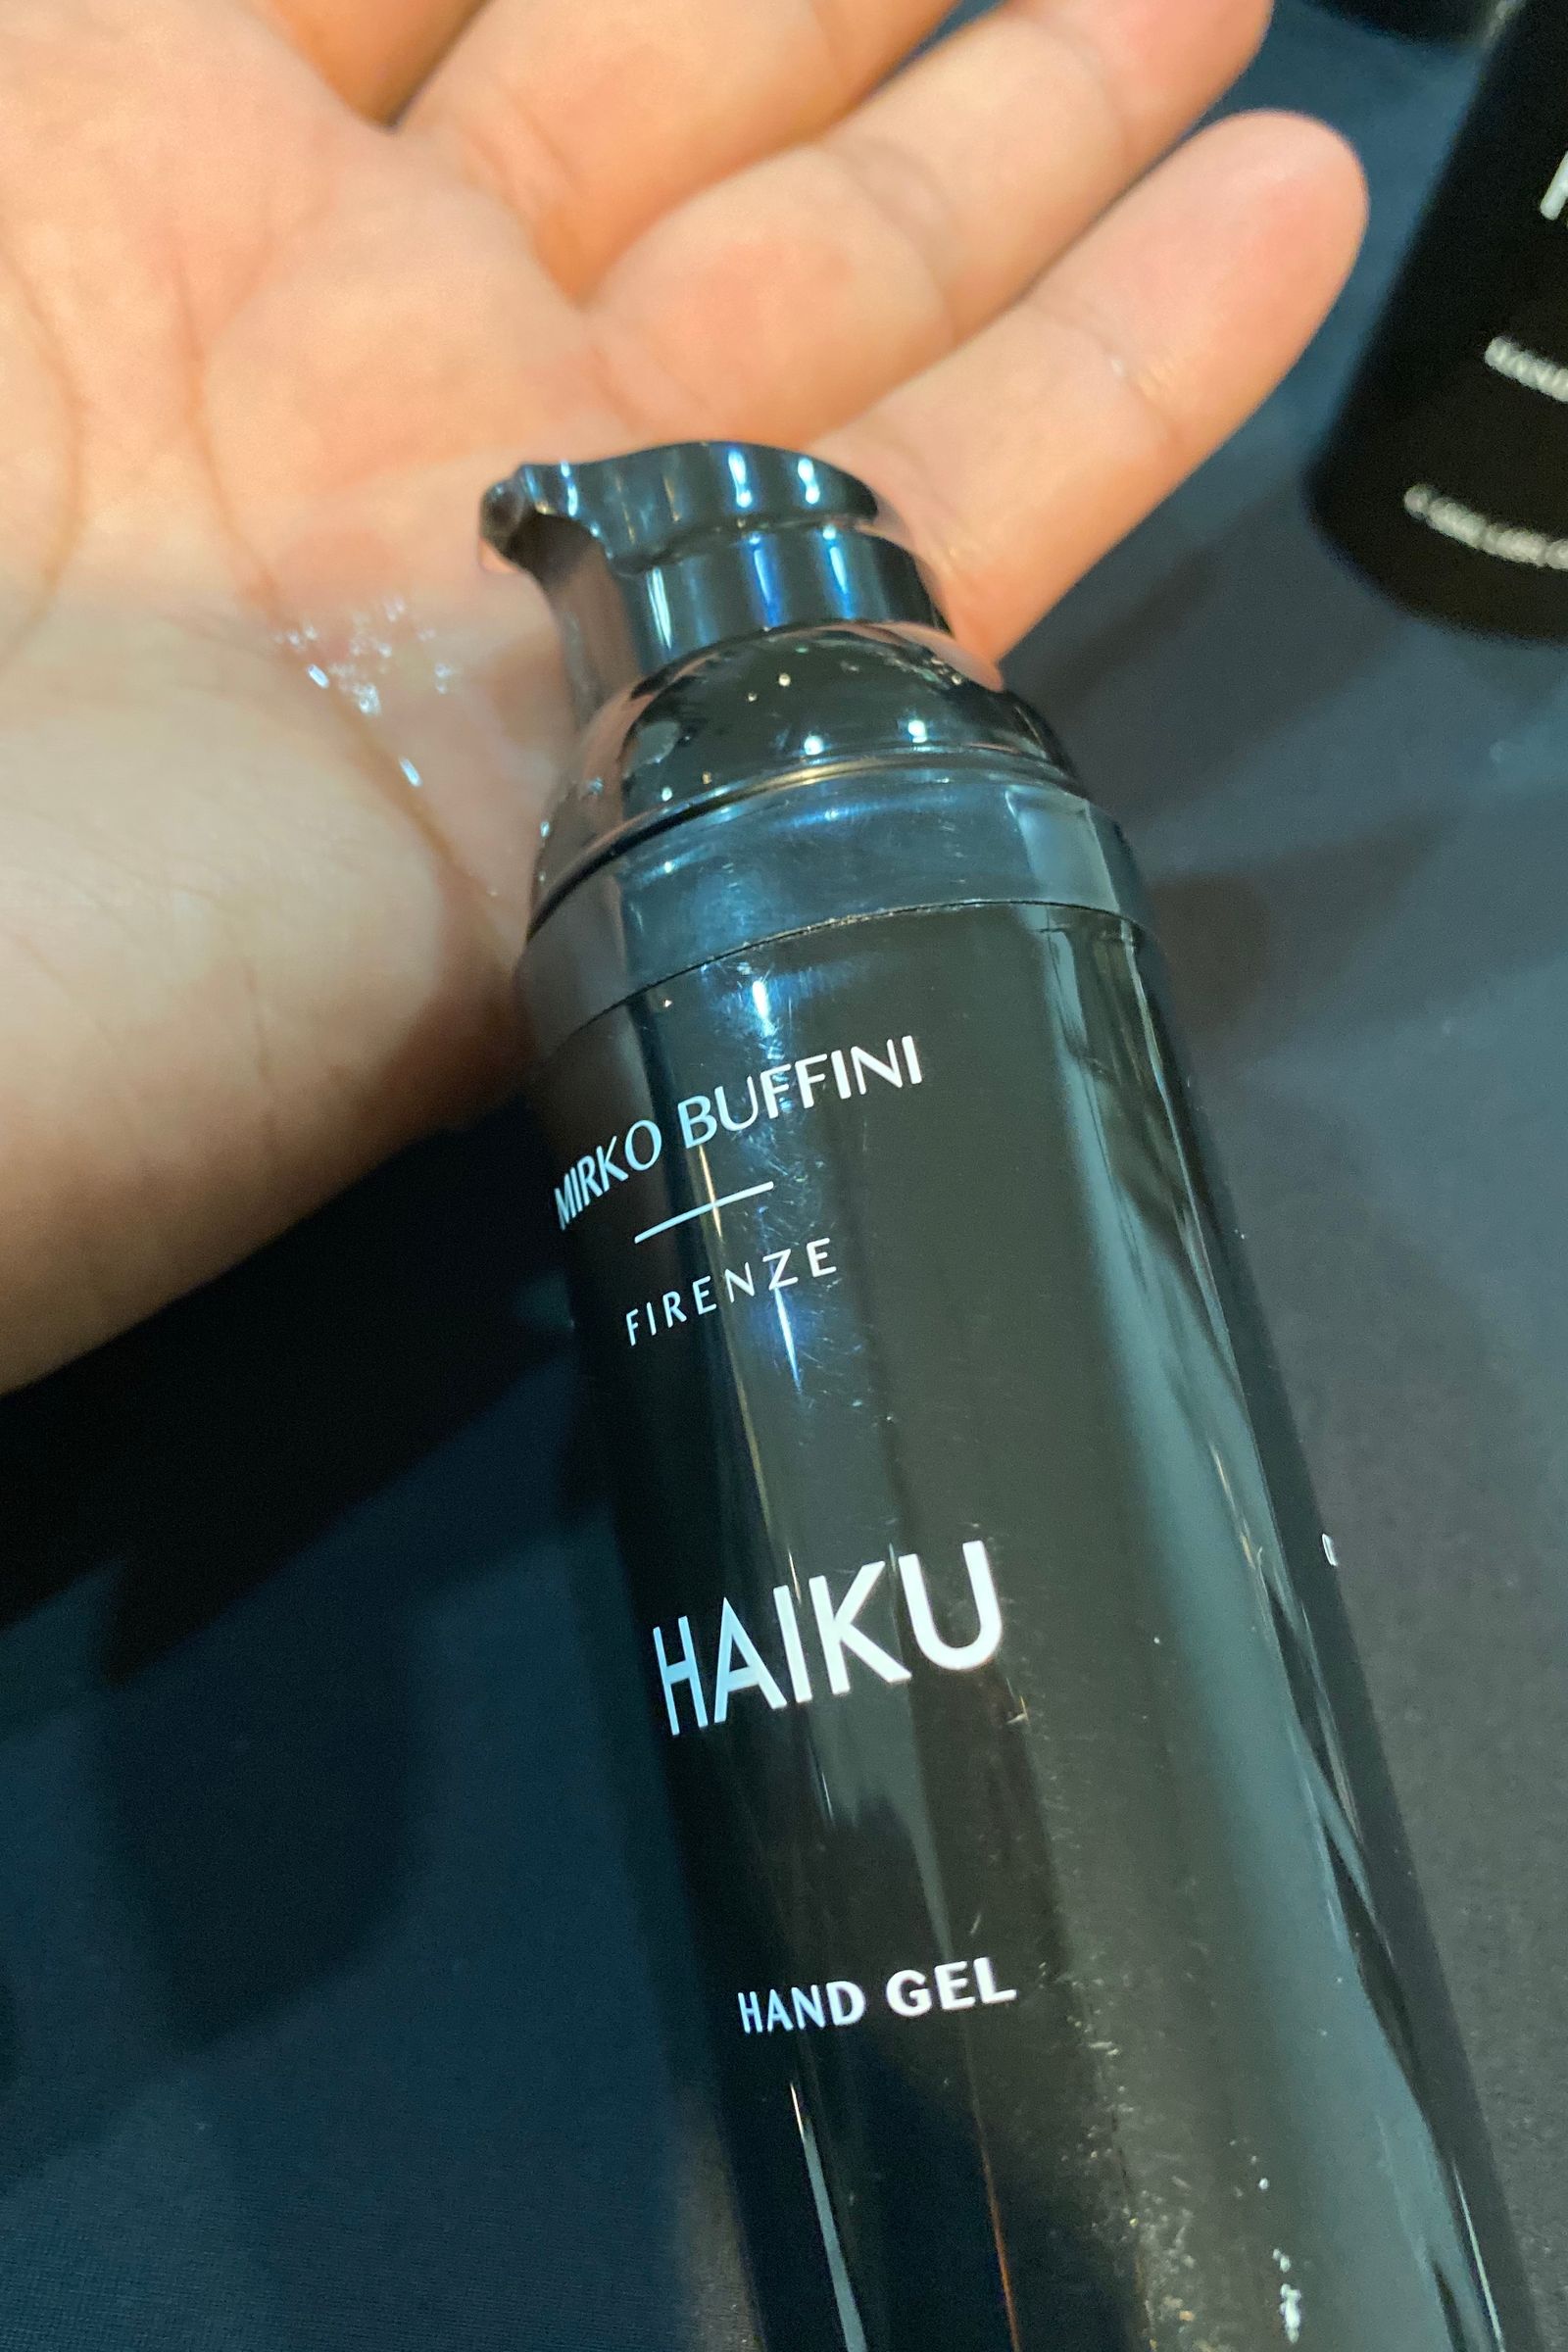 MIRKO BUFFINI
FIRENZE
HAIKU
HAND GEL